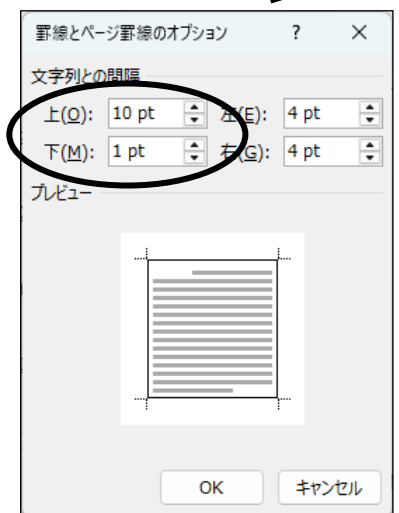 罫線とページ罫線のオプション ? ×
文字列との間隔
上(O): 10 pt 左(E): 4 pt
下(M): 1 pt 右(G): 4 pt
プレビュー
OK キャンセル